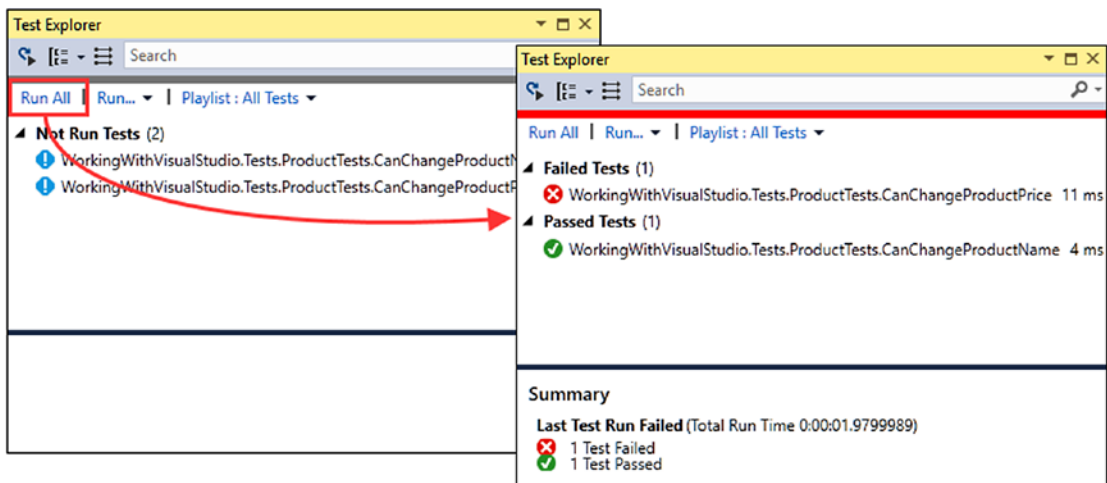 Test Explorer
Search
Run All | Run... | Playlist : All Tests
Not Run Tests (2)
WorkingWithVisualStudio.Tests.ProductTests.CanChangeProductN
WorkingWithVisualStudio.Tests.ProductTests.CanChangeProductP
Test Explorer
Search
Run All | Run... | Playlist : All Tests
Failed Tests (1)
WorkingWithVisualStudio.Tests.ProductTests.CanChangeProductPrice 11 ms
Passed Tests (1)
WorkingWithVisualStudio.Tests.ProductTests.CanChangeProductName 4 ms
Summary
Last Test Run Failed (Total Run Time 0:00:01.9799989)
1 Test Failed
1 Test Passed